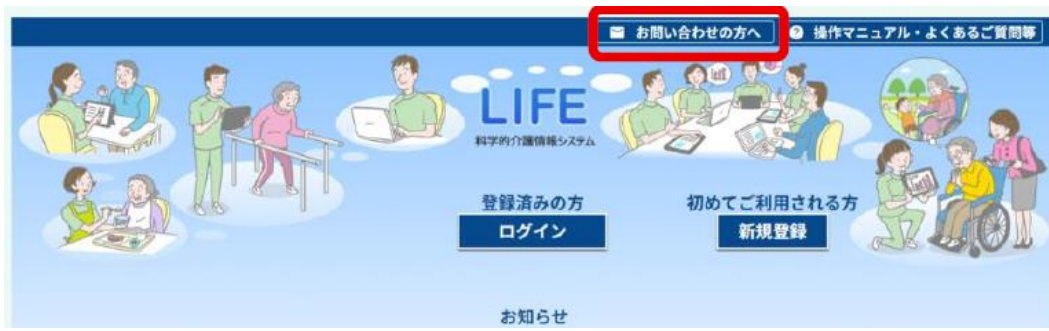 お問い合わせの方へ
操作マニュアル・よくあるご質問等
LIFE
科学的介護情報システム
登録済みの方
初めてご利用される方
ログイン
新規登録
お知らせ